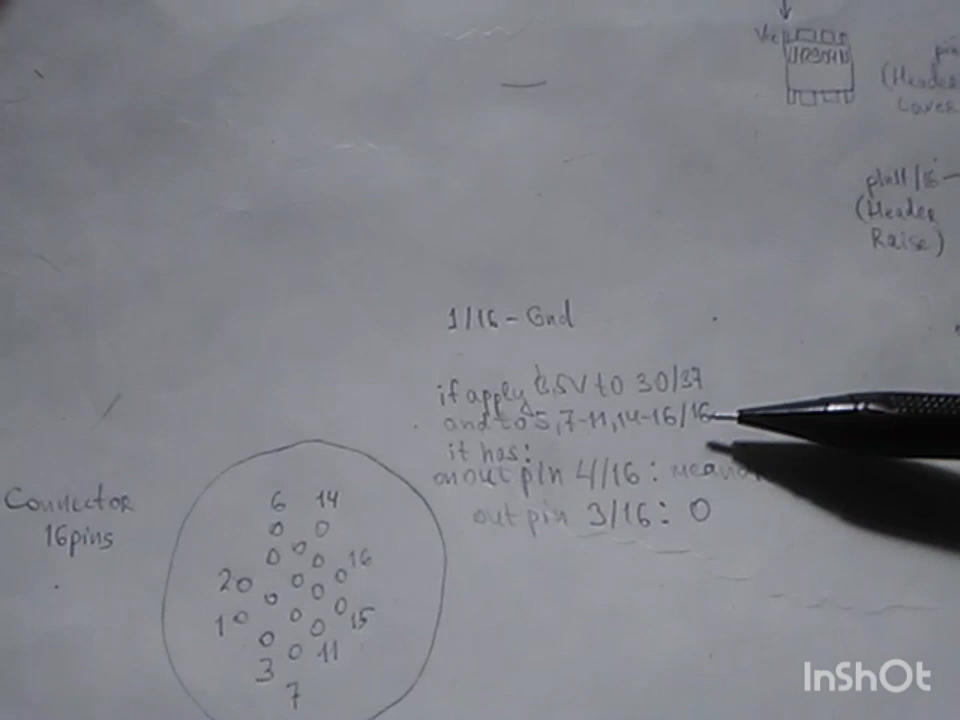 Vcc
pin
(Header
Lower
pin11/16
(Header
Raise)
1/16 - Gnd
if apply 6,5V to 30/37
and to 5,7-11,14-16/16
it has:
on out pin 4/16: meand
out pin 3/16: 0
Connector
16pins
6 14
16
2
1
15
11
3
7
InShOt